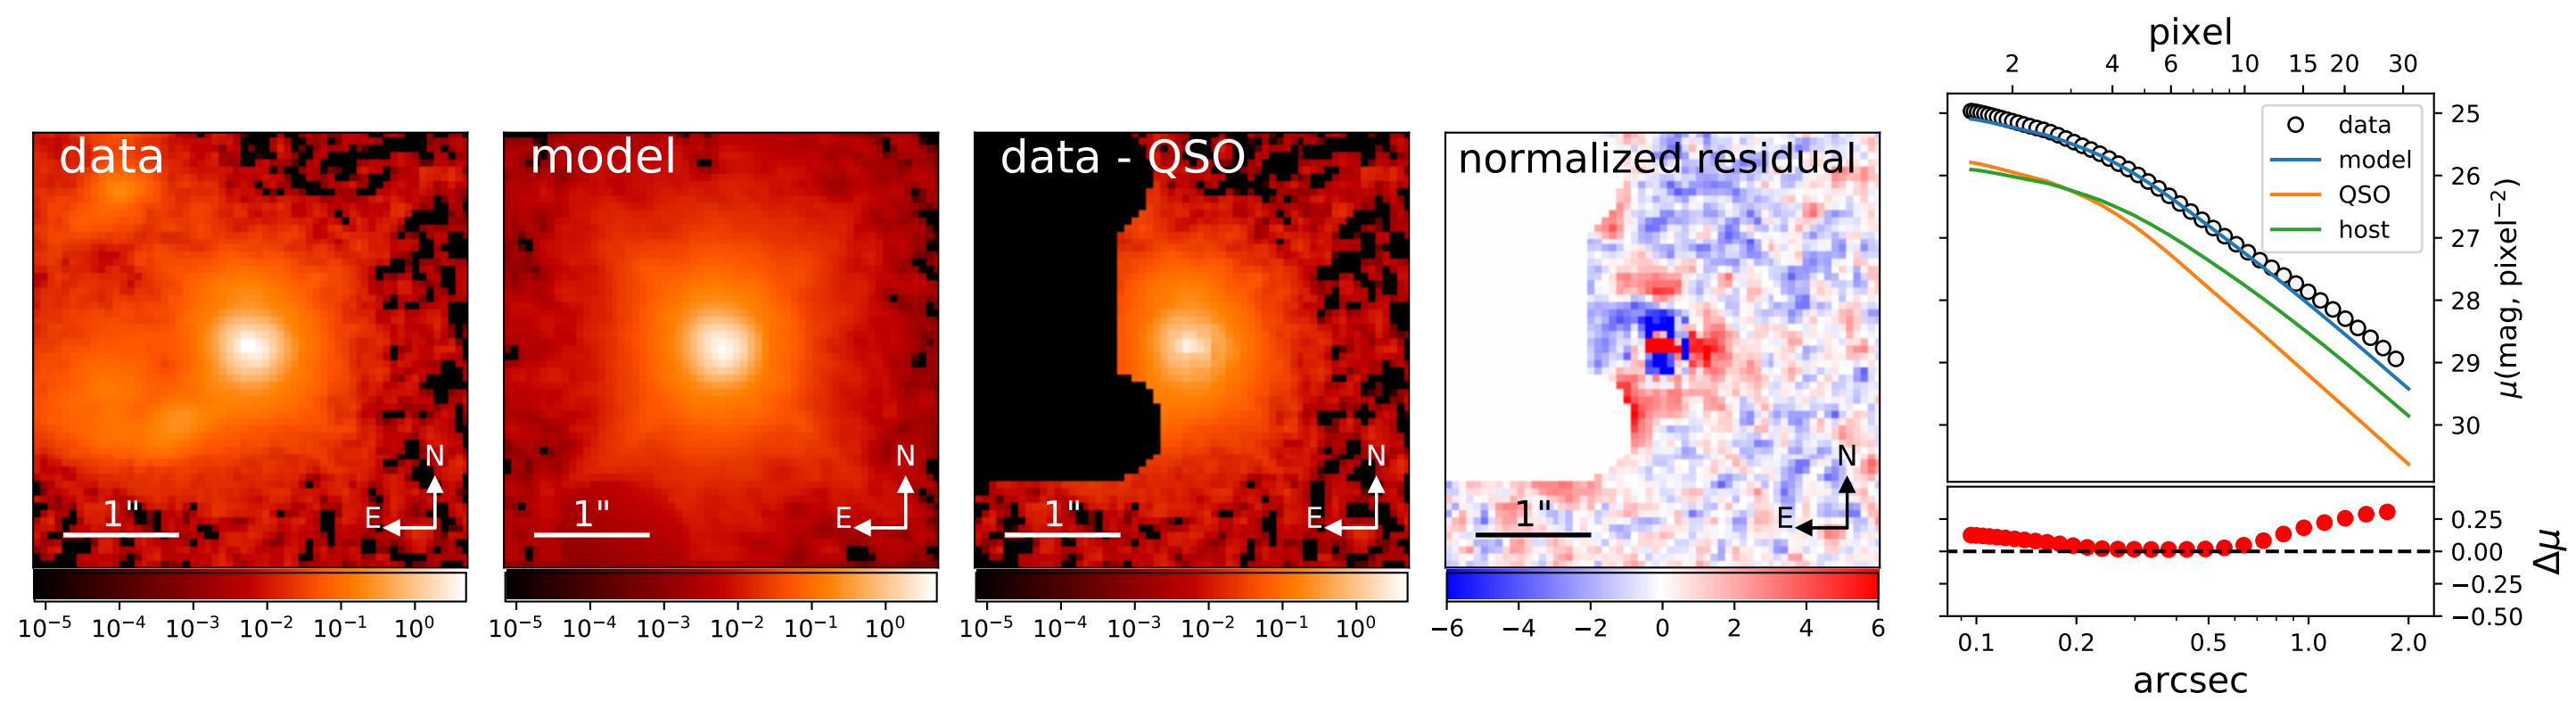 data
N
E
1"
10⁻⁵ 10⁻⁴ 10⁻³ 10⁻² 10⁻¹ 10⁰
model
N
E
1"
10⁻⁵ 10⁻⁴ 10⁻³ 10⁻² 10⁻¹ 10⁰
data - QSO
N
E
1"
10⁻⁵ 10⁻⁴ 10⁻³ 10⁻² 10⁻¹ 10⁰
normalized residual
N
E
1"
−6 −4 −2 0 2 4 6
pixel
2 4 6 10 15 20 30
data
model
QSO
host
25
26
27
28
29
30
μ(mag, pixel⁻²)
0.25
0.00
−0.25
−0.50
Δμ
0.1 0.2 0.5 1.0 2.0
arcsec